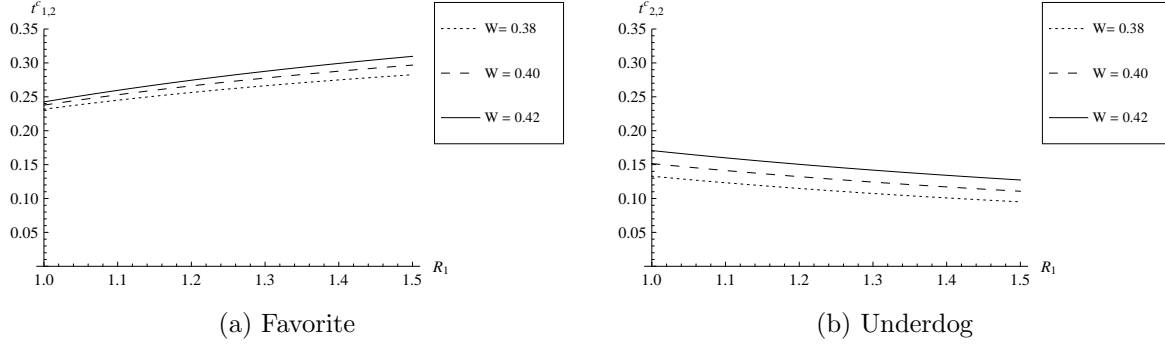 t^c_{1,2}
0.35
0.30
0.25
0.20
0.15
0.10
0.05
1.0 1.1 1.2 1.3 1.4 1.5
R_1
W= 0.38
W = 0.40
W = 0.42
(a) Favorite
t^c_{2,2}
0.35
0.30
0.25
0.20
0.15
0.10
0.05
1.0 1.1 1.2 1.3 1.4 1.5
R_1
W= 0.38
W = 0.40
W = 0.42
(b) Underdog